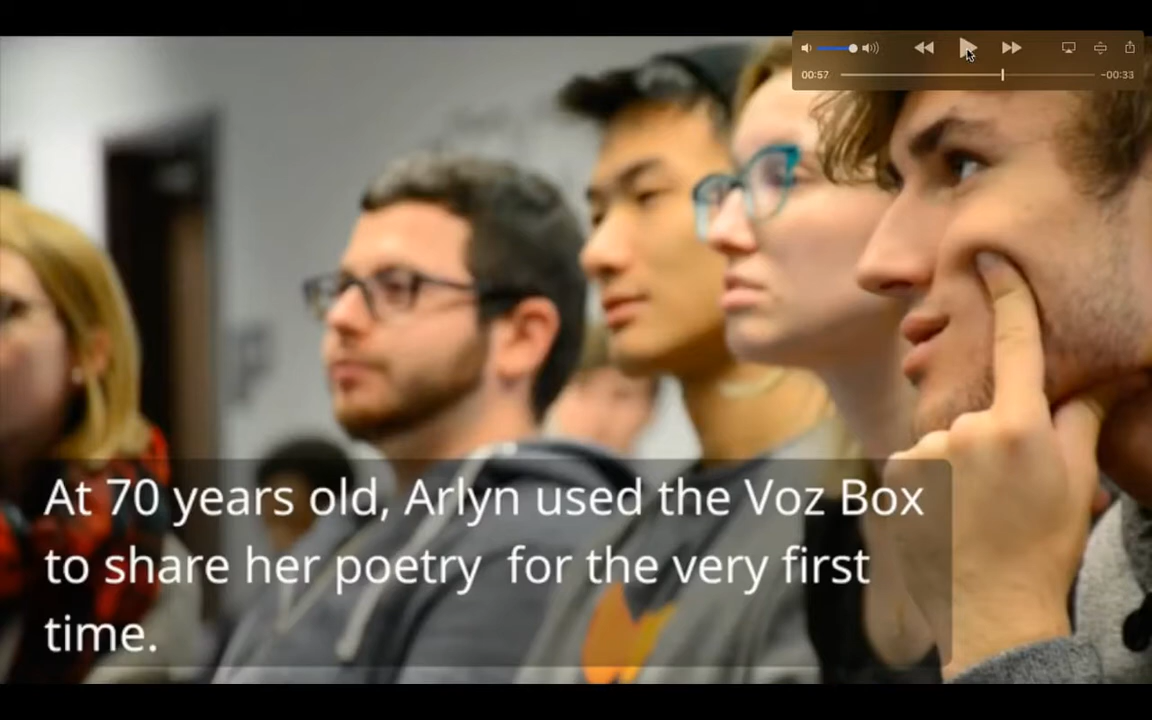 00:57
-00:33
At 70 years old, Arlyn used the Voz Box
to share her poetry  for the very first
time.